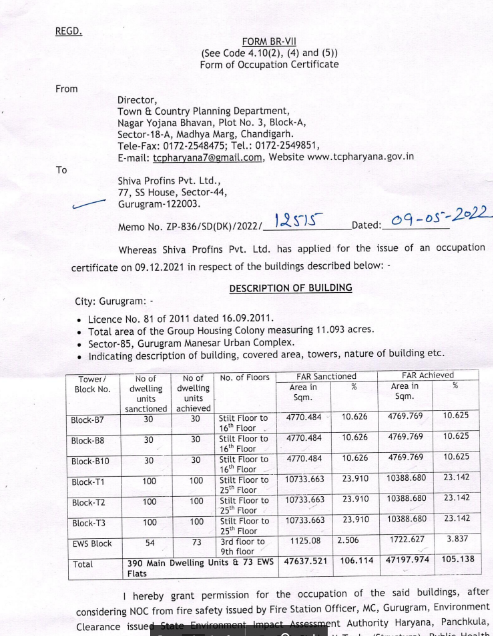 REGD.
FORM BR-VII
(See Code 4.10(2), (4) and (5))
Form of Occupation Certificate
From
Director,
Town & Country Planning Department,
Nagar Yojana Bhavan, Plot No. 3, Block-A,
Sector-18-A, Madhya Marg, Chandigarh.
Tele-Fax: 0172-2548475; Tel.: 0172-2549851,
E-mail: tcpharyana7@gmail.com, Website www.tcpharyana.gov.in
To
Shiva Profins Pvt. Ltd.,
77, SS House, Sector-44,
Gurugram-122003.
Memo No. ZP-836/SD(DK)/2022/ 12515 Dated: 09-05-2022
Whereas Shiva Profins Pvt. Ltd. has applied for the issue of an occupation
certificate on 09.12.2021 in respect of the buildings described below: -
DESCRIPTION OF BUILDING
City: Gurugram: -
• Licence No. 81 of 2011 dated 16.09.2011.
• Total area of the Group Housing Colony measuring 11.093 acres.
• Sector-85, Gurugram Manesar Urban Complex.
• Indicating description of building, covered area, towers, nature of building etc.
Tower/ Block No. | No of dwelling units sanctioned | No of dwelling units achieved | No. of Floors | FAR Sanctioned | FAR Achieved
Area in Sqm. | % | Area in Sqm. | %
Block-B7 | 30 | 30 | Stilt Floor to 16th Floor | 4770.484 | 10.626 | 4769.769 | 10.625
Block-B8 | 30 | 30 | Stilt Floor to 16th Floor | 4770.484 | 10.626 | 4769.769 | 10.625
Block-B10 | 30 | 30 | Stilt Floor to 16th Floor | 4770.484 | 10.626 | 4769.769 | 10.625
Block-T1 | 100 | 100 | Stilt Floor to 25th Floor | 10733.663 | 23.910 | 10388.680 | 23.142
Block-T2 | 100 | 100 | Stilt Floor to 25th Floor | 10733.663 | 23.910 | 10388.680 | 23.142
Block-T3 | 100 | 100 | Stilt Floor to 25th Floor | 10733.663 | 23.910 | 10388.680 | 23.142
EWS Block | 54 | 73 | 3rd floor to 9th floor | 1125.08 | 2.506 | 1722.627 | 3.837
Total | 390 Main Dwelling Units & 73 EWS Flats | 47637.521 | 106.114 | 47197.974 | 105.138
I hereby grant permission for the occupation of the said buildings, after
considering NOC from fire safety issued by Fire Station Officer, MC, Gurugram, Environment
Clearance issued State Environment Impact Assessment Authority Haryana, Panchkula,
Public Health